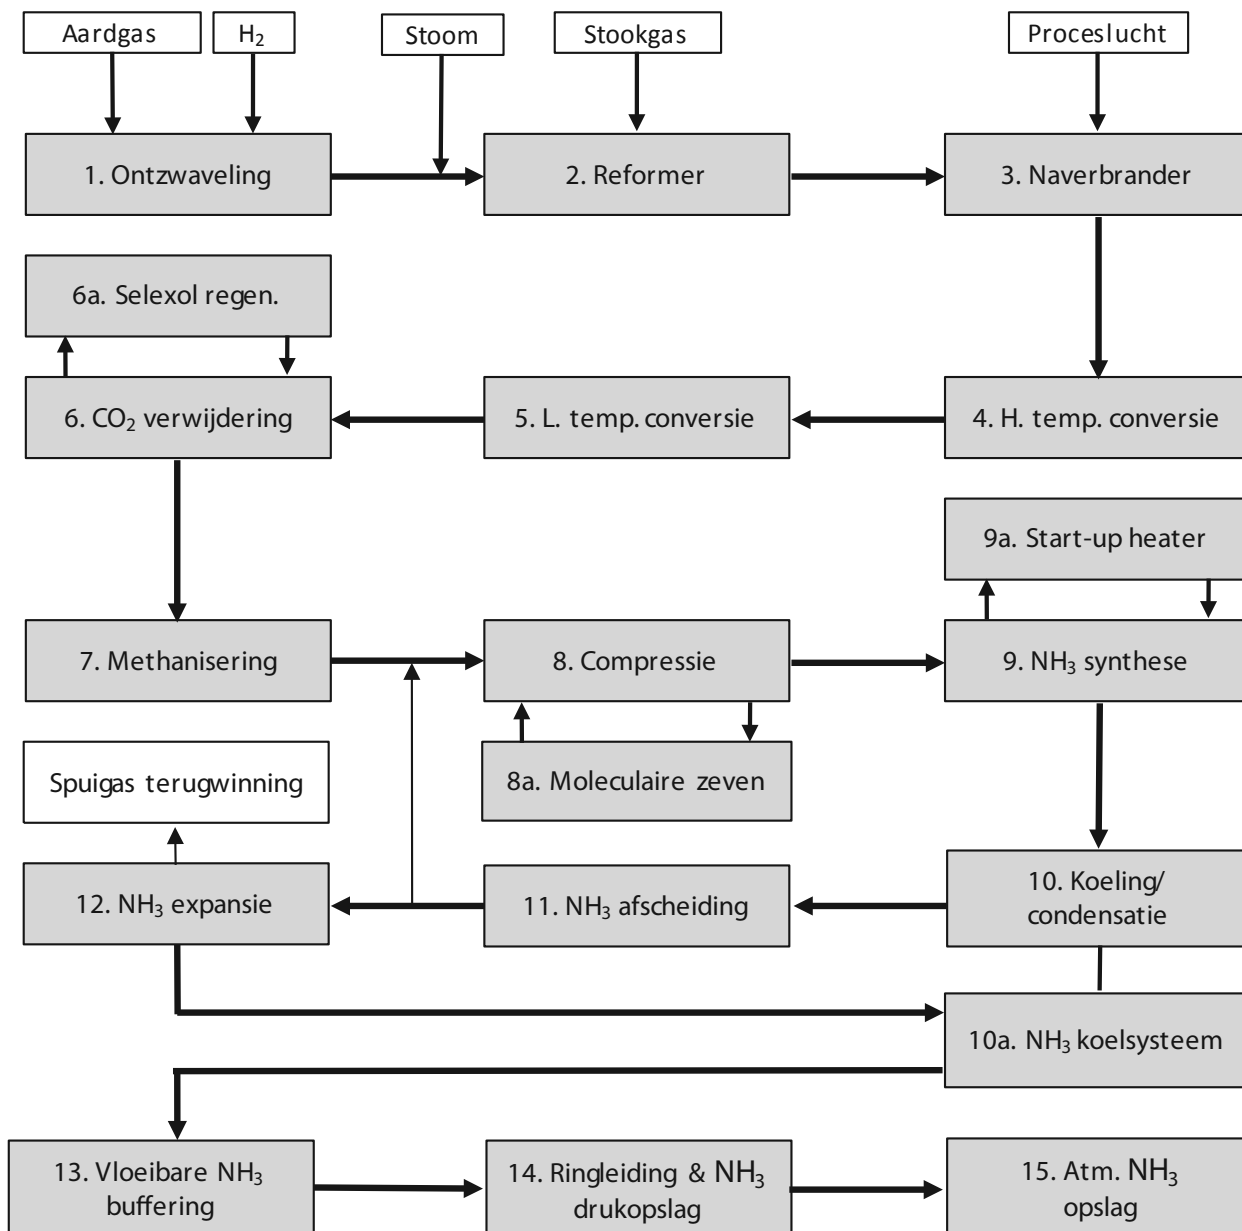 Aardgas
H₂
Stoom
Stookgas
Proceslucht
1. Ontzwaveling
2. Reformer
3. Naverbrander
6a. Selexol regen.
6. CO₂ verwijdering
5. L. temp. conversie
4. H. temp. conversie
9a. Start-up heater
7. Methanisering
8. Compressie
9. NH₃ synthese
Spuigas terugwinning
8a. Moleculaire zeven
12. NH₃ expansie
11. NH₃ afscheiding
10. Koeling/
condensatie
10a. NH₃ koelsysteem
13. Vloeibare NH₃
buffering
14. Ringleiding & NH₃
drukopslag
15. Atm. NH₃
opslag